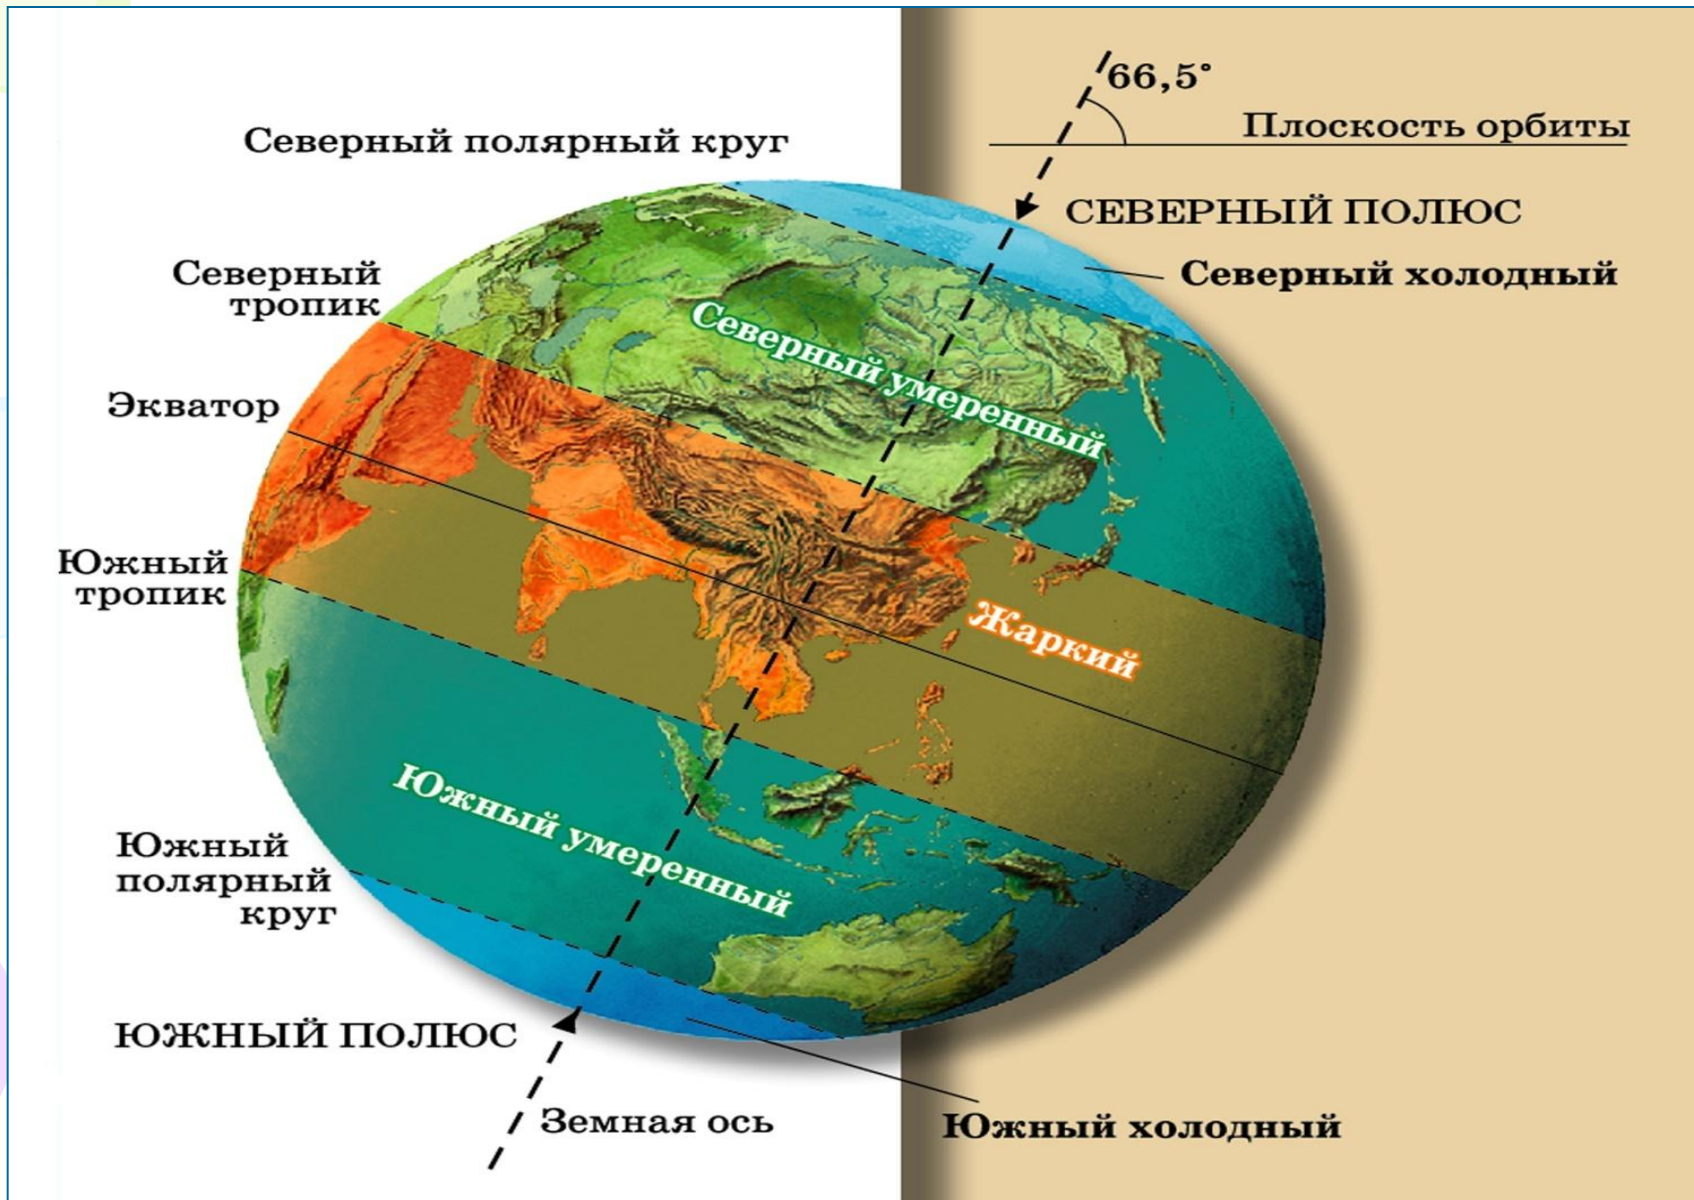 66,5°
Плоскость орбиты
Северный полярный круг
СЕВЕРНЫЙ ПОЛЮС
Северный холодный
Северный
тропик
Северный умеренный
Экватор
Южный
тропик
Жаркий
Южный умеренный
Южный
полярный
круг
ЮЖНЫЙ ПОЛЮС
Земная ось
Южный холодный